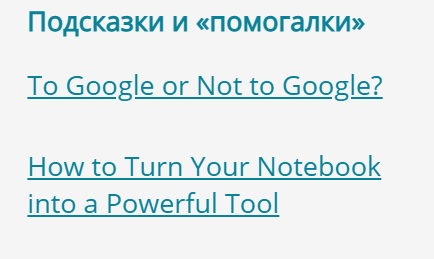 Подсказки и «помогалки»
To Google or Not to Google?
How to Turn Your Notebook
into a Powerful Tool